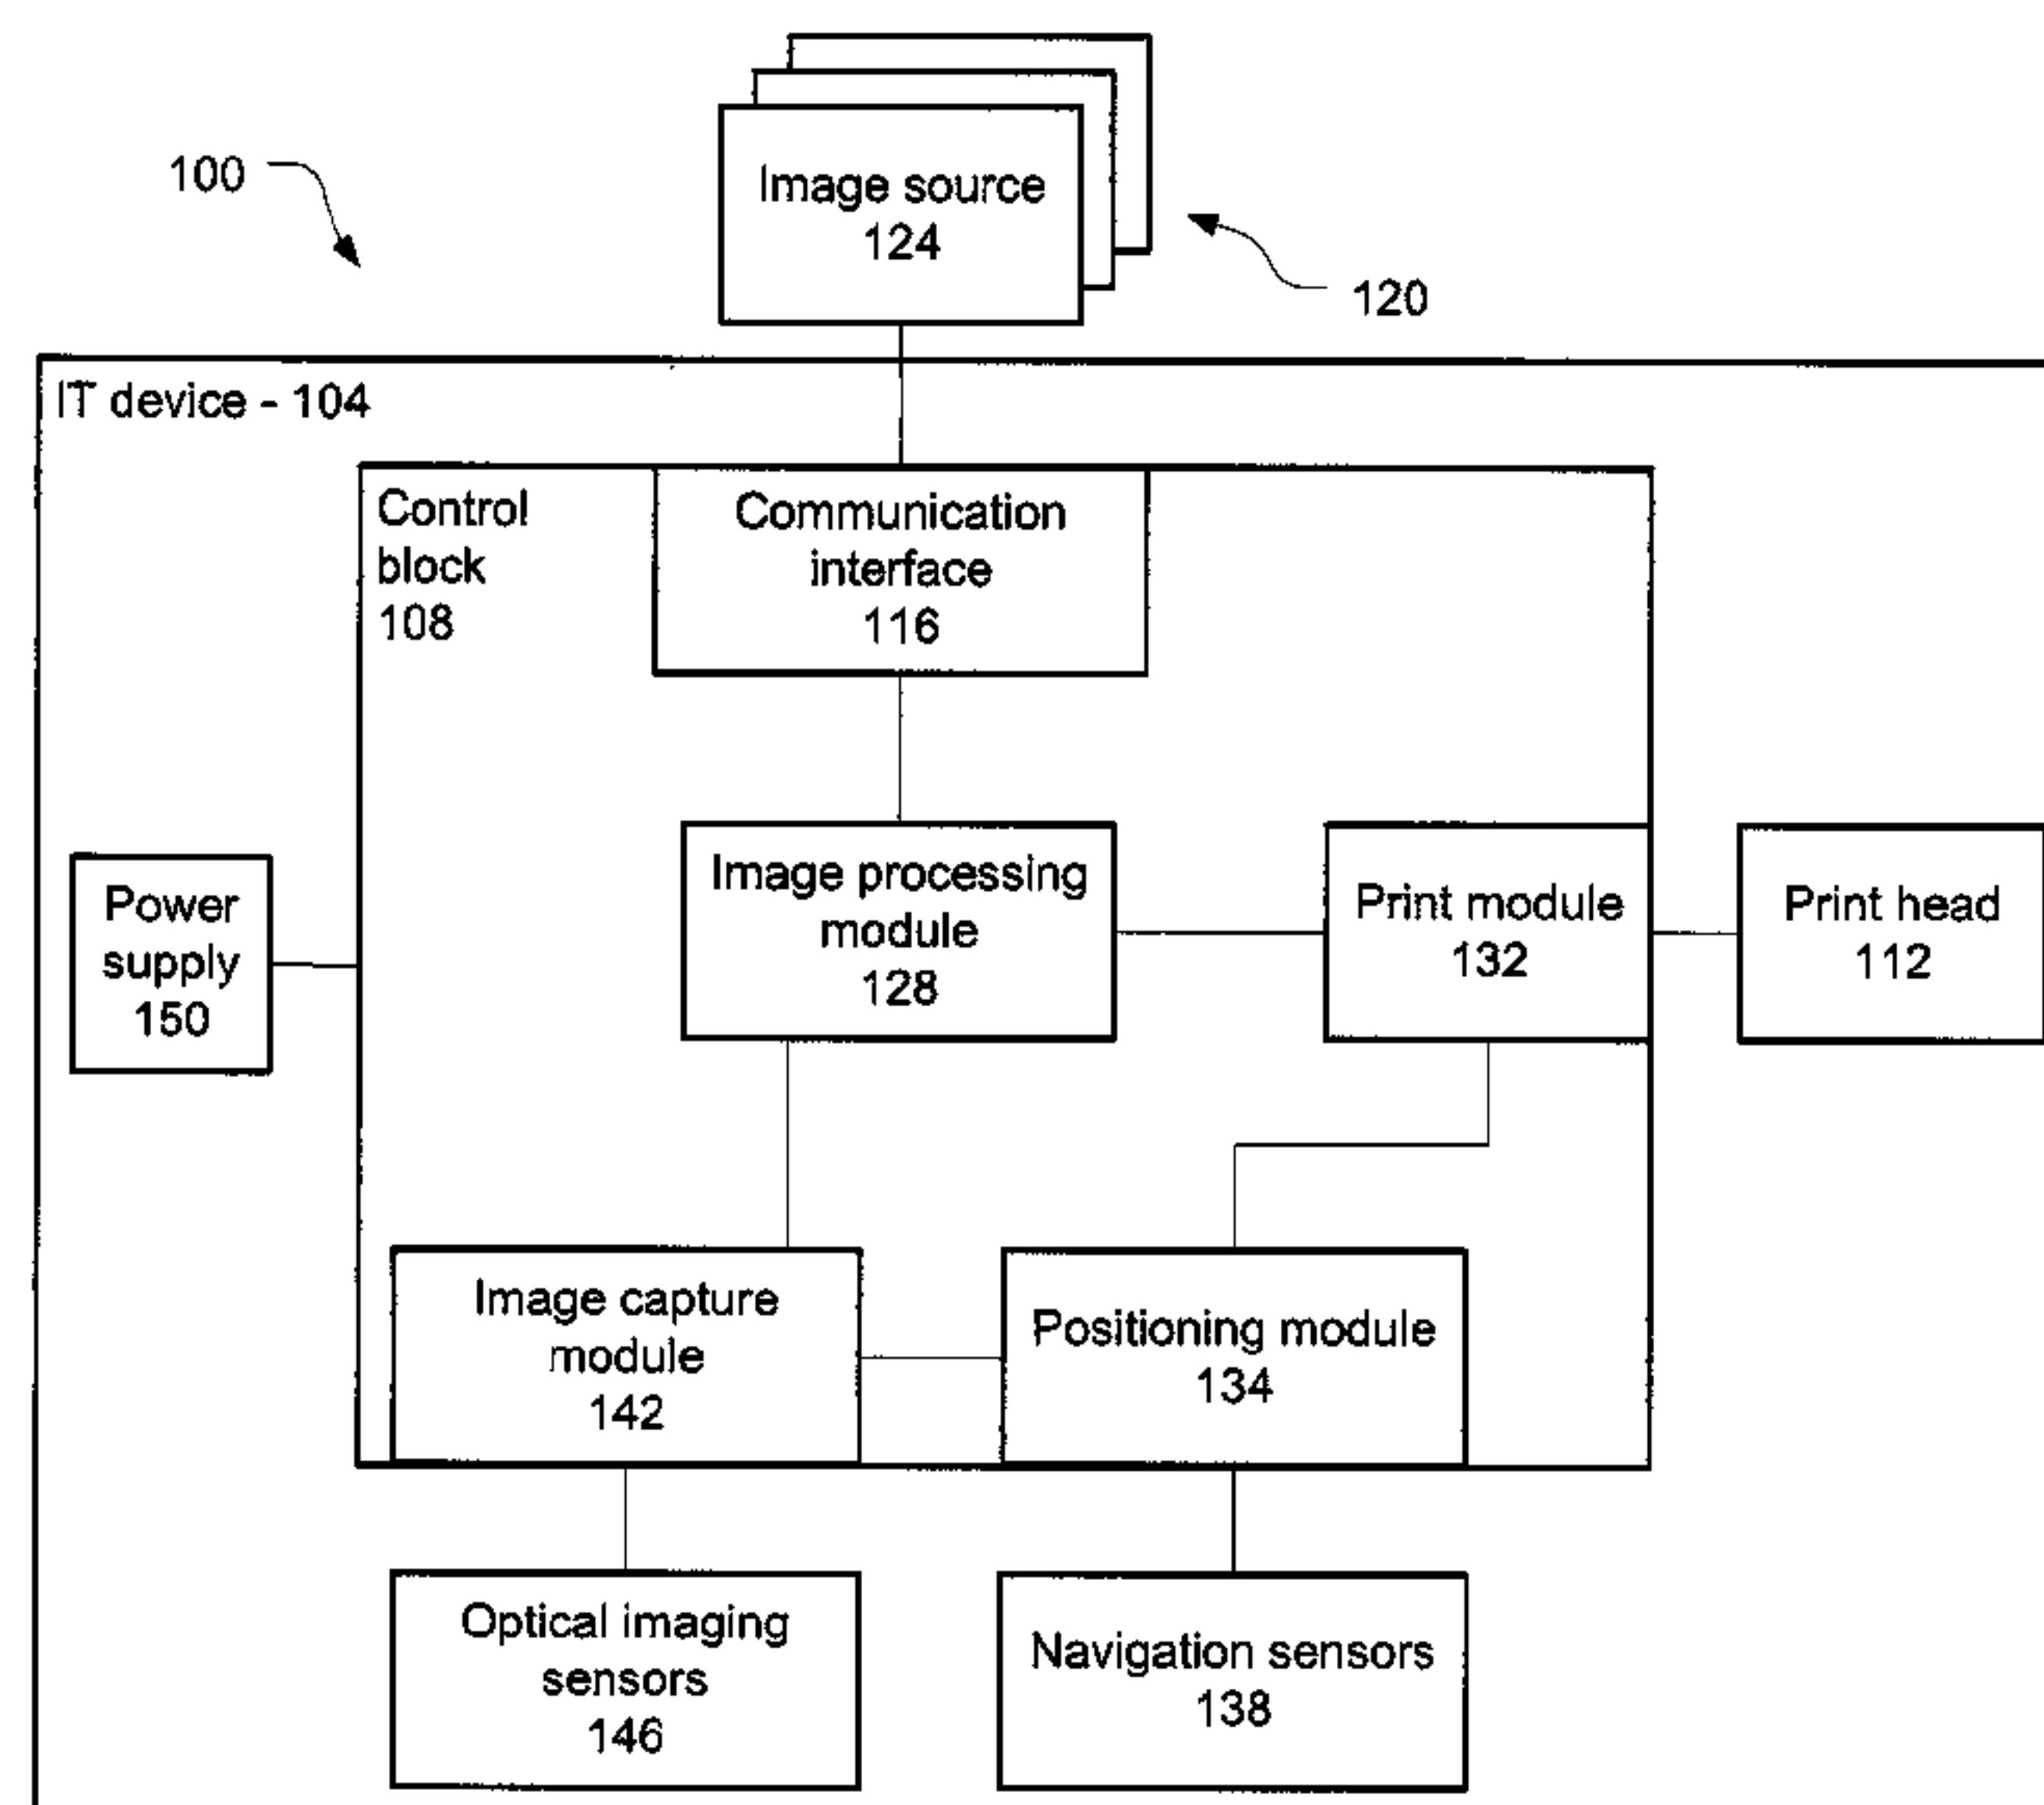 100
Image source
124
120
IT device - 104
Control
block
108
Communication
interface
116
Power
supply
150
Image processing
module
128
Print module
132
Print head
112
Image capture
module
142
Positioning module
134
Optical imaging
sensors
146
Navigation sensors
138